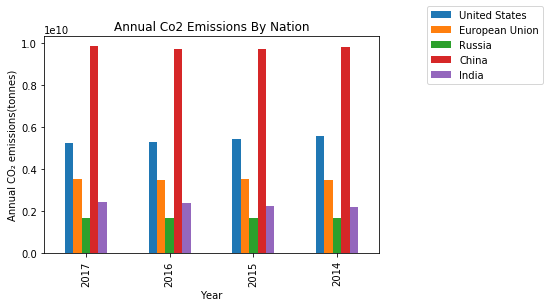 Annual Co2 Emissions By Nation
1e10
1.0
0.8
0.6
0.4
0.2
0.0
Annual CO₂ emissions(tonnes)
2017
2016
2015
2014
Year
United States
European Union
Russia
China
India